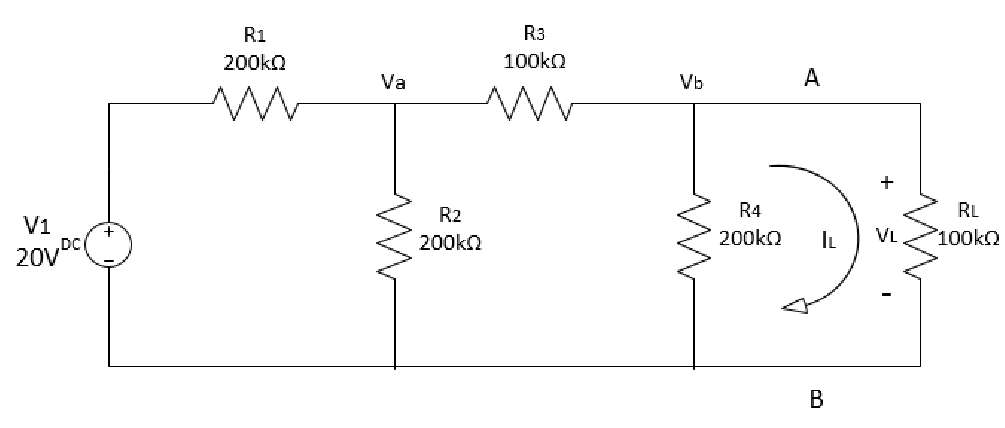 R1
200kΩ
R3
100kΩ
Va
Vb
A
V1
20V
DC
+
-
R2
200kΩ
R4
200kΩ
IL
+
VL
-
RL
100kΩ
B